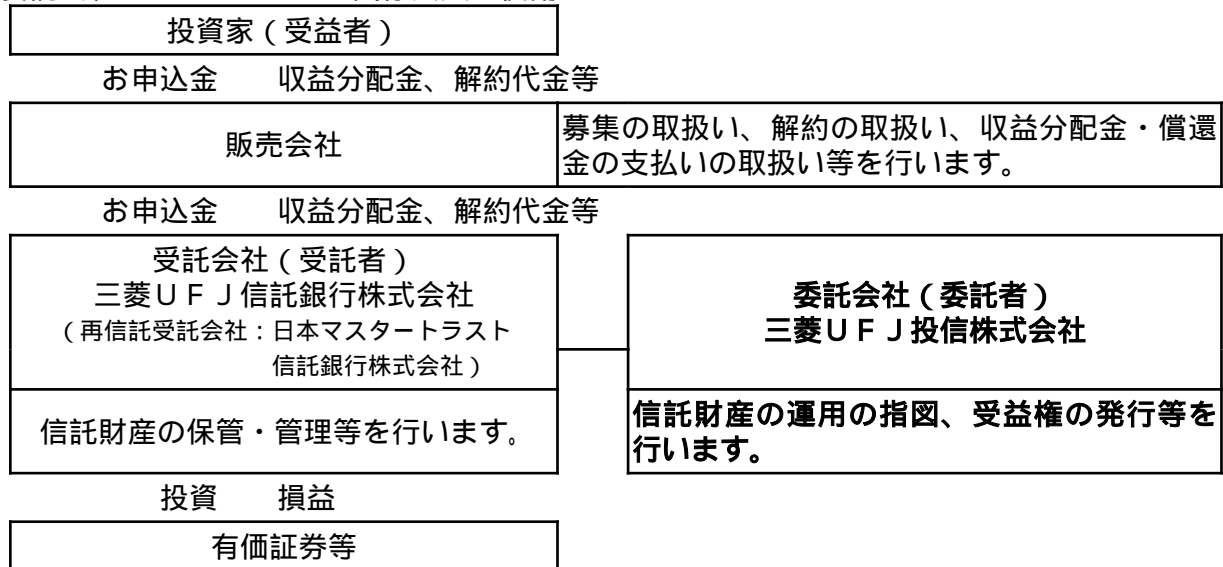 投資家（受益者）
お申込金　収益分配金、解約代金等
販売会社
募集の取扱い、解約の取扱い、収益分配金・償還
金の支払いの取扱い等を行います。
お申込金　収益分配金、解約代金等
受託会社（受託者）
三菱ＵＦＪ信託銀行株式会社
（再信託受託会社：日本マスタートラスト
信託銀行株式会社）
委託会社（委託者）
三菱ＵＦＪ投信株式会社
信託財産の保管・管理等を行います。
信託財産の運用の指図、受益権の発行等を
行います。
投資　損益
有価証券等